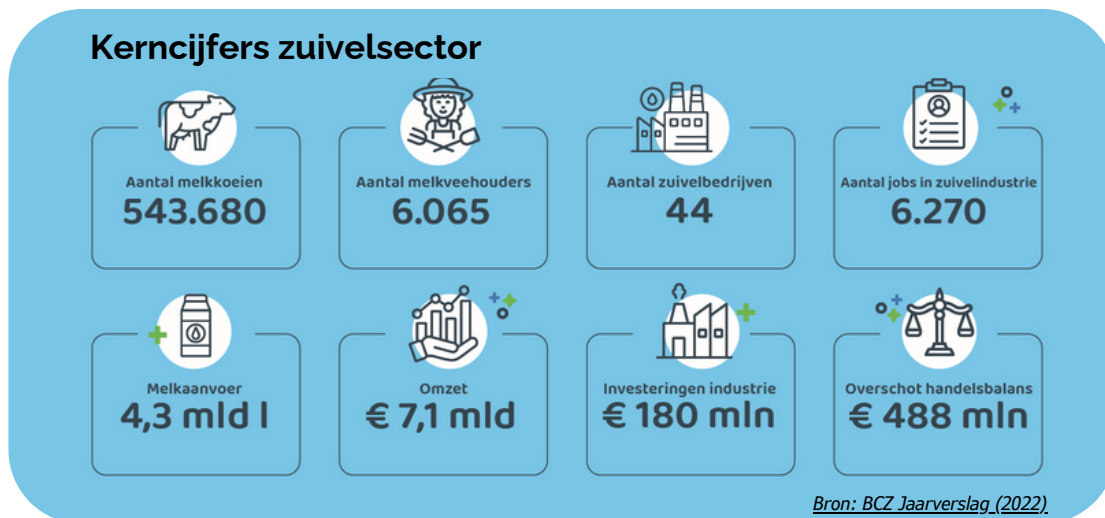 Kerncijfers zuivelsector
Aantal melkkoeien
543.680
Aantal melkveehouders
6.065
Aantal zuivelbedrijven
44
Aantal jobs in zuivelindustrie
6.270
Melkaanvoer
4,3 mld l
Omzet
€ 7,1 mld
Investeringen industrie
€ 180 mln
Overschot handelsbalans
€ 488 mln
Bron: BCZ Jaarverslag (2022)